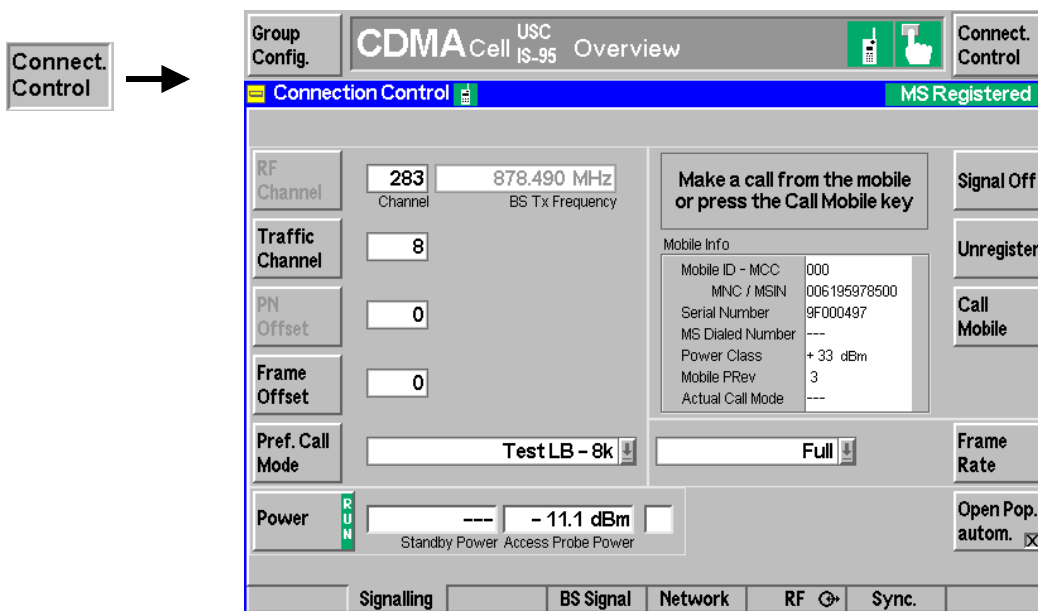 Connect.
Control
Group
Config.
CDMA Cell USC IS-95 Overview
Connect.
Control
Connection Control
MS Registered
RF
Channel
283
878.490 MHz
Channel
BS Tx Frequency
Make a call from the mobile
or press the Call Mobile key
Signal Off
Traffic
Channel
8
Mobile Info
Mobile ID - MCC 000
MNC / MSIN 006195978500
Serial Number 9F000497
MS Dialed Number ---
Power Class + 33 dBm
Mobile PRev 3
Actual Call Mode ---
Unregister
PN
Offset
0
Call
Mobile
Frame
Offset
0
Pref. Call
Mode
Test LB - 8k
Full
Frame
Rate
Power
RUN
---
- 11.1 dBm
Standby Power Access Probe Power
Open Pop.
autom.
Signalling
BS Signal
Network
RF
Sync.